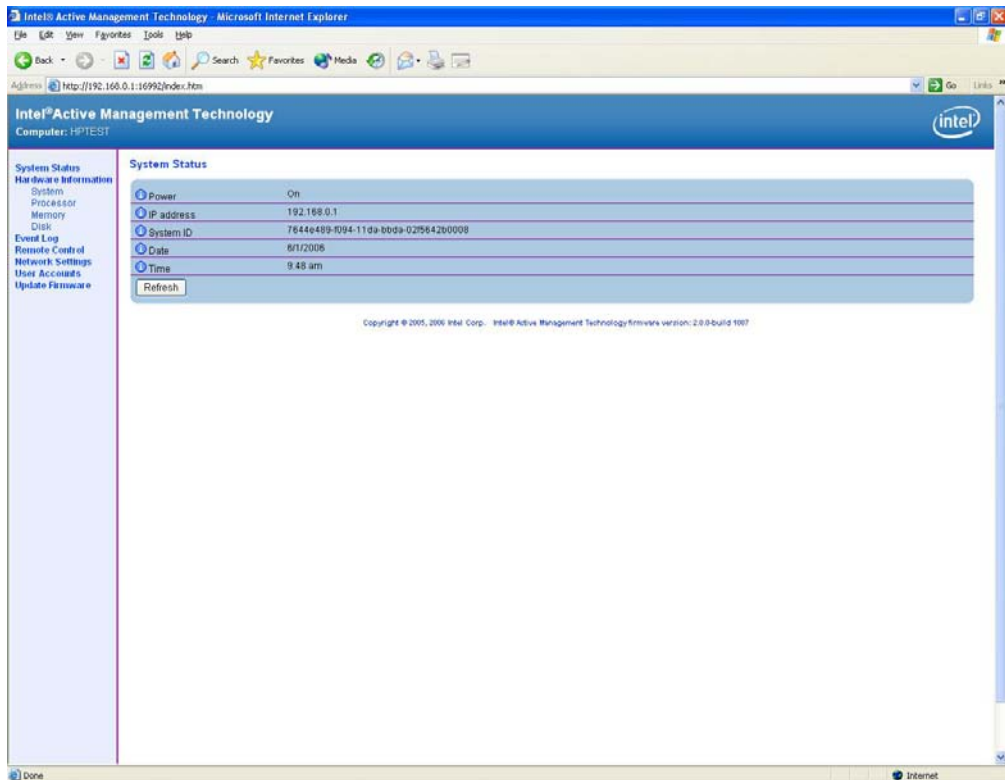 Intel® Active Management Technology - Microsoft Internet Explorer
File Edit View Favorites Tools Help
Back Search Favorites Media
Address http://192.168.0.1:16992/index.htm Go Links
Intel® Active Management Technology
Computer: HPTEST
intel
System Status
Hardware Information
System
Processor
Memory
Disk
Event Log
Remote Control
Network Settings
User Accounts
Update Firmware
System Status
Power On
IP address 192.168.0.1
System ID 7644e489-f094-11da-bbda-02f5642b0008
Date 6/1/2006
Time 9:48 am
Refresh
Copyright © 2005, 2006 Intel Corp. Intel® Active Management Technology firmware version: 2.0.0-build 1087
Done Internet